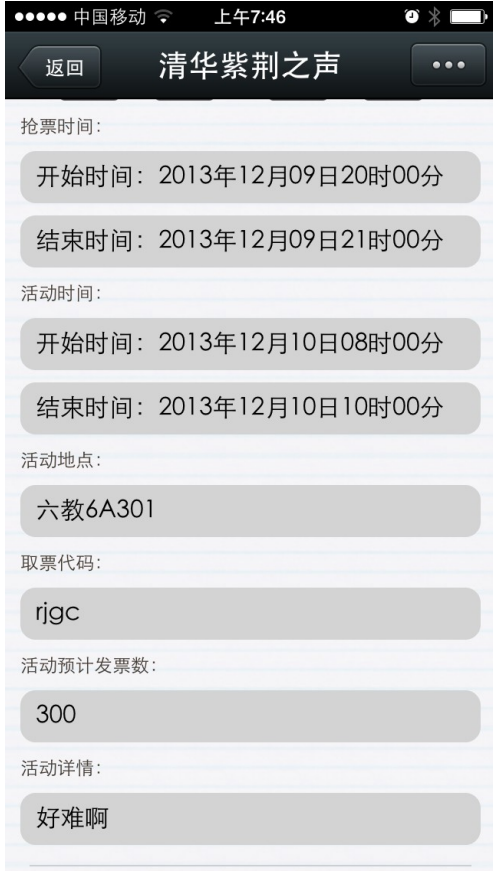 中国移动 上午7:46
返回 清华紫荆之声
抢票时间:
开始时间：2013年12月09日20时00分
结束时间：2013年12月09日21时00分
活动时间:
开始时间：2013年12月10日08时00分
结束时间：2013年12月10日10时00分
活动地点:
六教6A301
取票代码:
rjgc
活动预计发票数:
300
活动详情:
好难啊